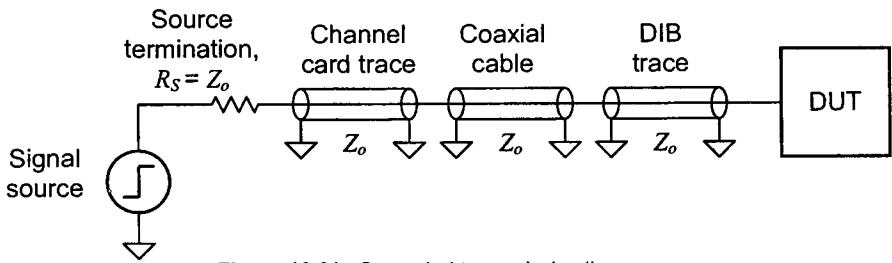 Source
termination,
R_S = Z_o
Channel
card trace
Coaxial
cable
DIB
trace
DUT
Z_o
Z_o
Z_o
Signal
source